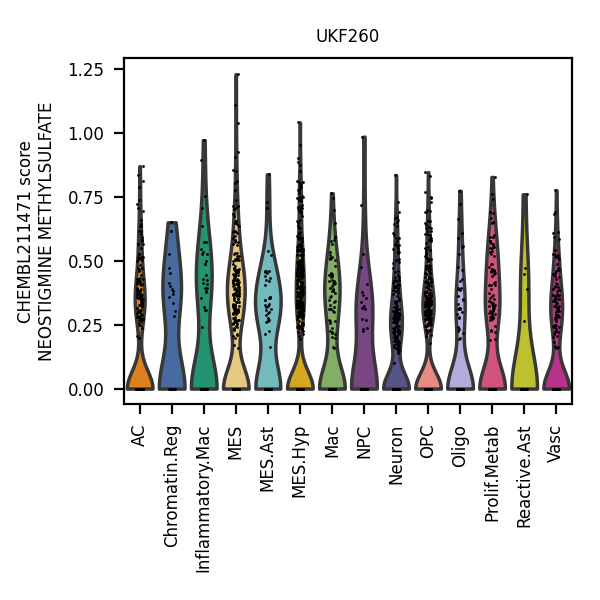 UKF260
CHEMBL211471 score
NEOSTIGMINE METHYLSULFATE
1.25
1.00
0.75
0.50
0.25
0.00
AC
Chromatin.Reg
Inflammatory.Mac
MES
MES.Ast
MES.Hyp
Mac
NPC
Neuron
OPC
Oligo
Prolif.Metab
Reactive.Ast
Vasc